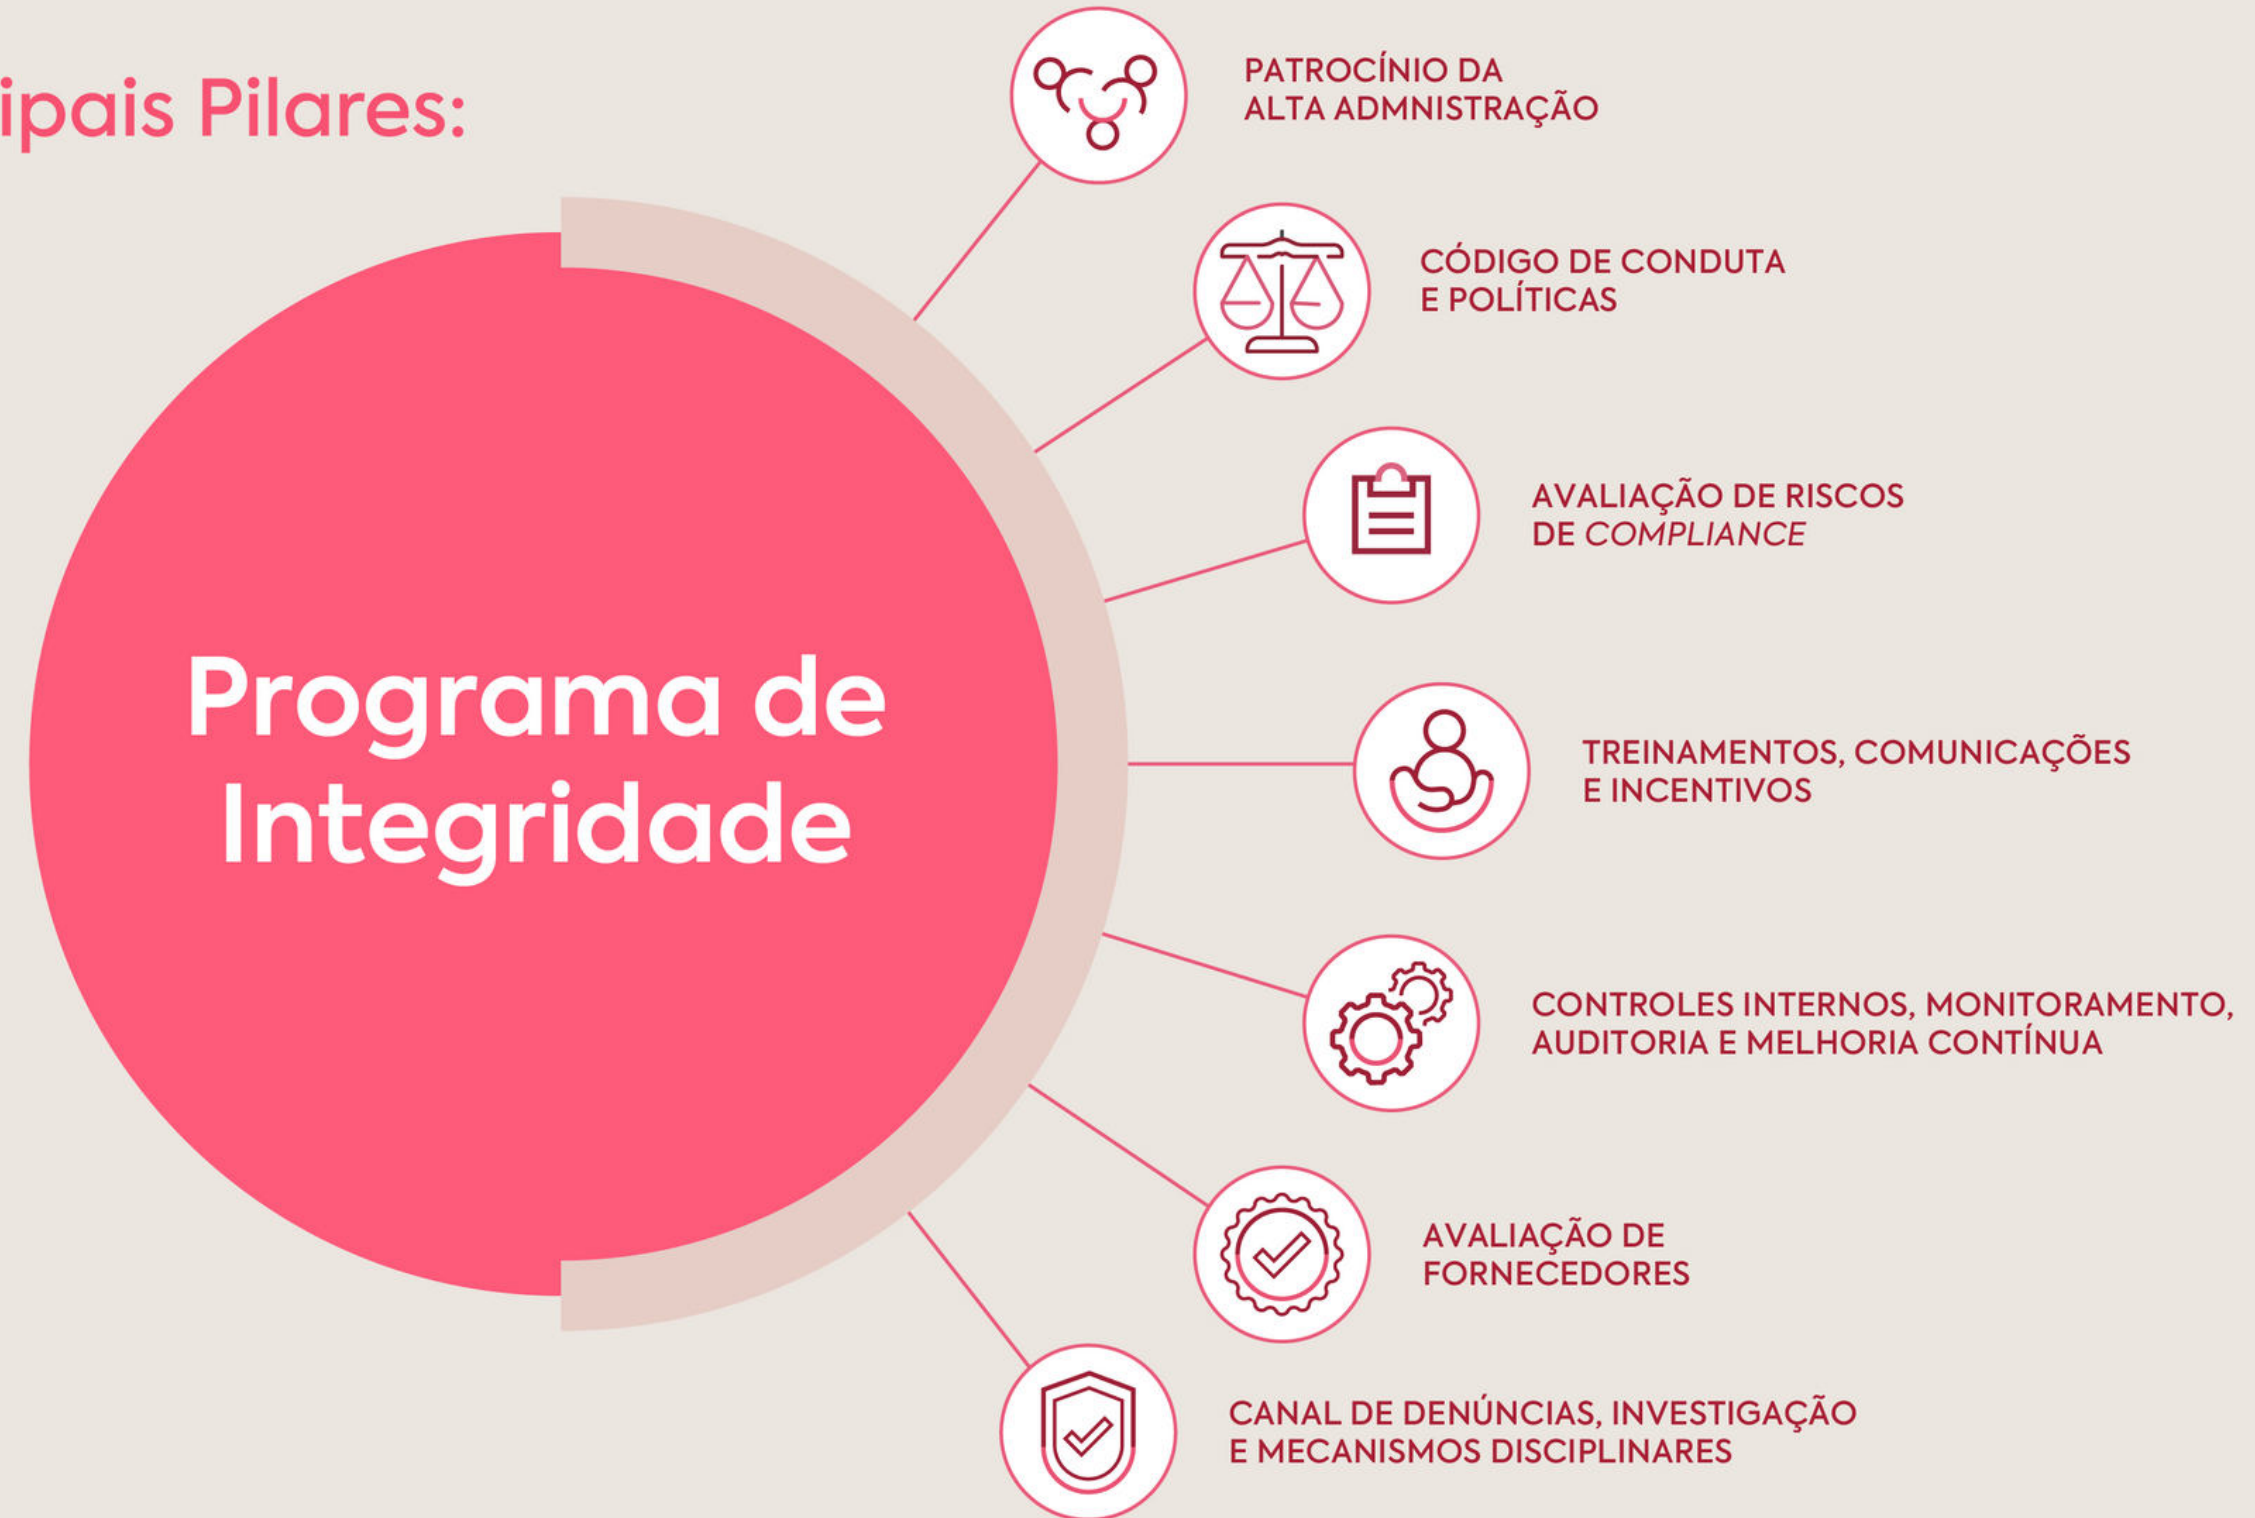 ipais Pilares:
PATROCÍNIO DA
ALTA ADMNISTRAÇÃO
CÓDIGO DE CONDUTA
E POLÍTICAS
AVALIAÇÃO DE RISCOS
DE COMPLIANCE
Programa de
Integridade
TREINAMENTOS, COMUNICAÇÕES
E INCENTIVOS
CONTROLES INTERNOS, MONITORAMENTO,
AUDITORIA E MELHORIA CONTÍNUA
AVALIAÇÃO DE
FORNECEDORES
CANAL DE DENÚNCIAS, INVESTIGAÇÃO
E MECANISMOS DISCIPLINARES